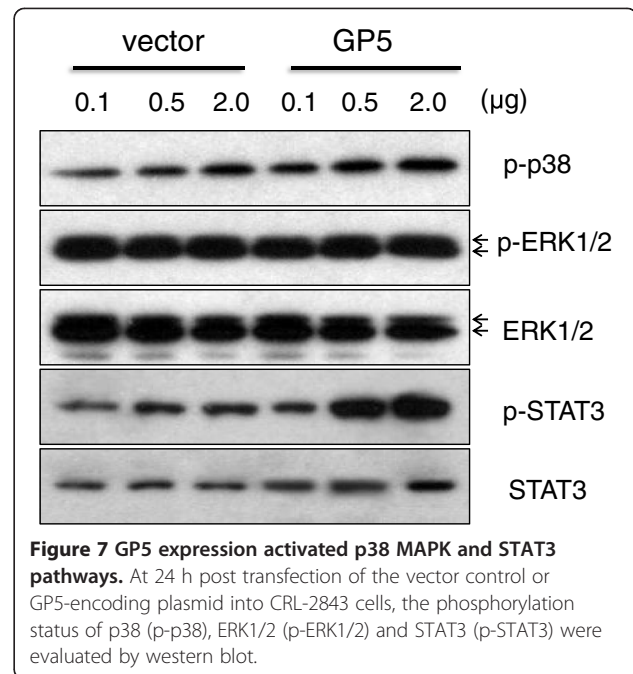 vector GP5
0.1 0.5 2.0 0.1 0.5 2.0 (μg)
p-p38
p-ERK1/2
ERK1/2
p-STAT3
STAT3
Figure 7 GP5 expression activated p38 MAPK and STAT3
pathways. At 24 h post transfection of the vector control or
GP5-encoding plasmid into CRL-2843 cells, the phosphorylation
status of p38 (p-p38), ERK1/2 (p-ERK1/2) and STAT3 (p-STAT3) were
evaluated by western blot.